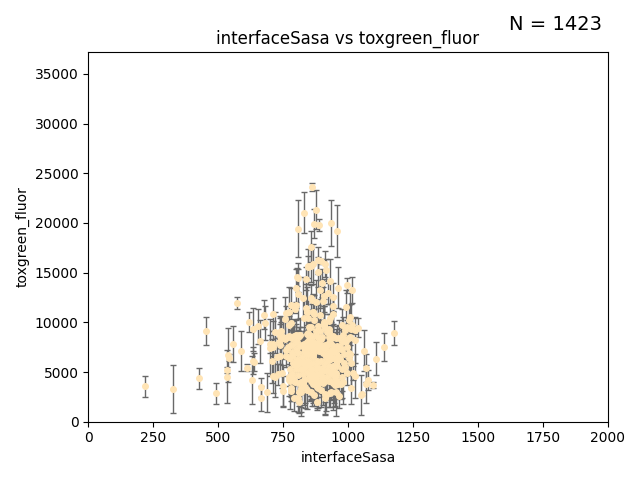 N = 1423
interfaceSasa vs toxgreen_fluor
35000
30000
25000
20000
15000
10000
5000
0
toxgreen_fluor
0 250 500 750 1000 1250 1500 1750 2000
interfaceSasa